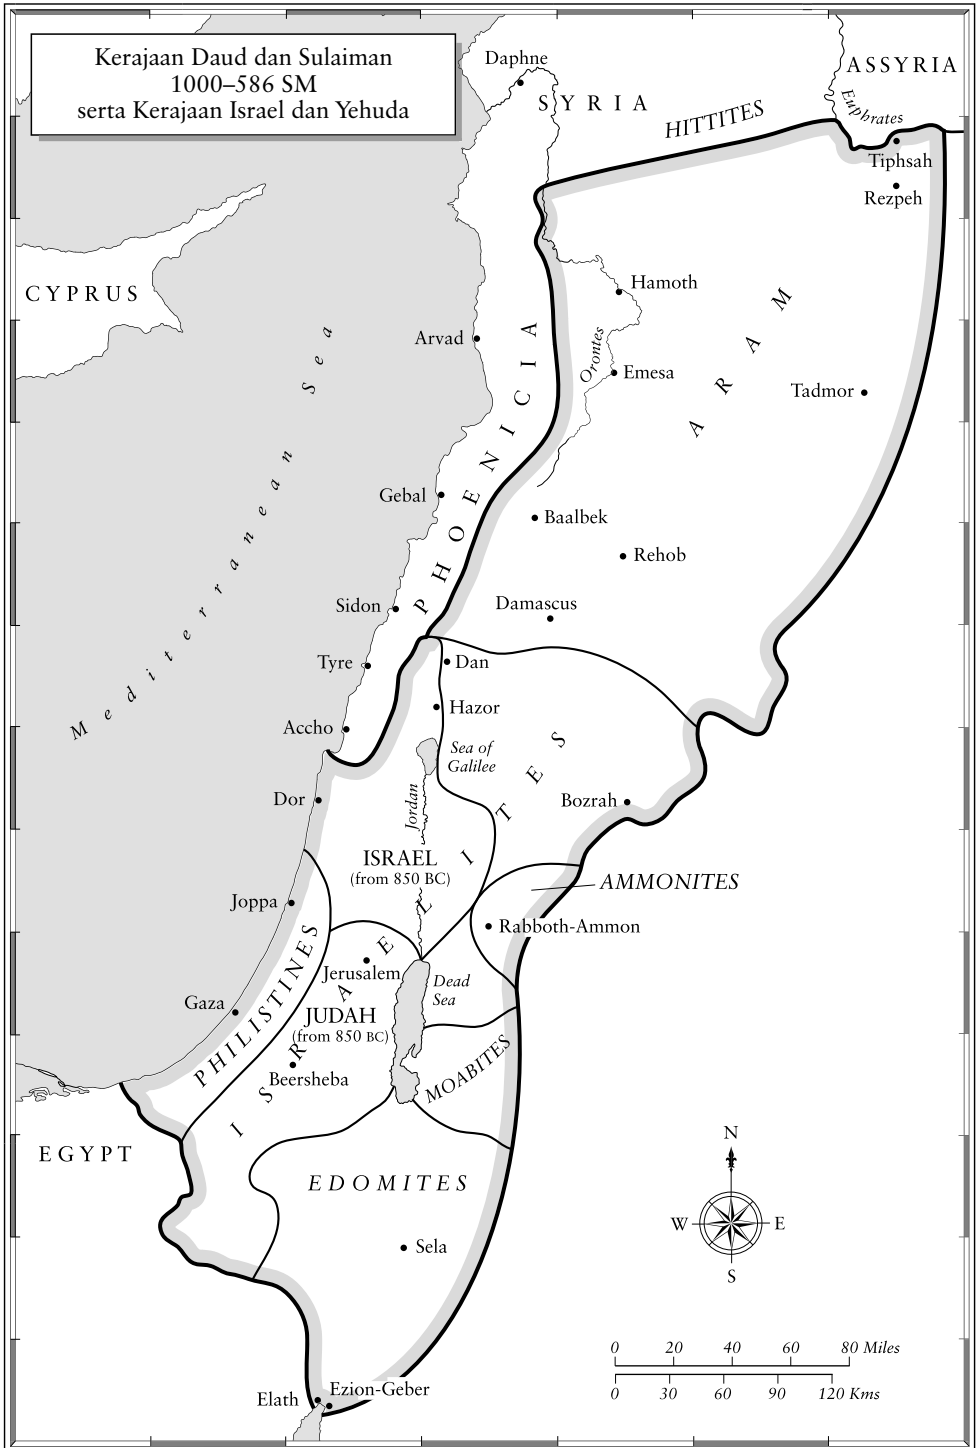 Kerajaan Daud dan Sulaiman
1000–586 SM
serta Kerajaan Israel dan Yehuda
Daphne
SYRIA
ASSYRIA
Euphrates
HITTITES
Tiphsah
Rezpeh
CYPRUS
Hamoth
Arvad
Orontes
Emesa
ARAM
Tadmor
Mediterranean Sea
PHOENICIA
Gebal
Baalbek
Rehob
Sidon
Damascus
Tyre
Dan
Accho
Hazor
Sea of
Galilee
Dor
Jordan
Bozrah
ISRAEL
(from 850 BC)
AMMONITES
Joppa
Rabboth-Ammon
ISRAELITES
PHILISTINES
Jerusalem
Dead
Sea
Gaza
JUDAH
(from 850 BC)
MOABITES
Beersheba
EGYPT
EDOMITES
Sela
N
W
E
S
0 20 40 60 80 Miles
0 30 60 90 120 Kms
Elath
Ezion-Geber